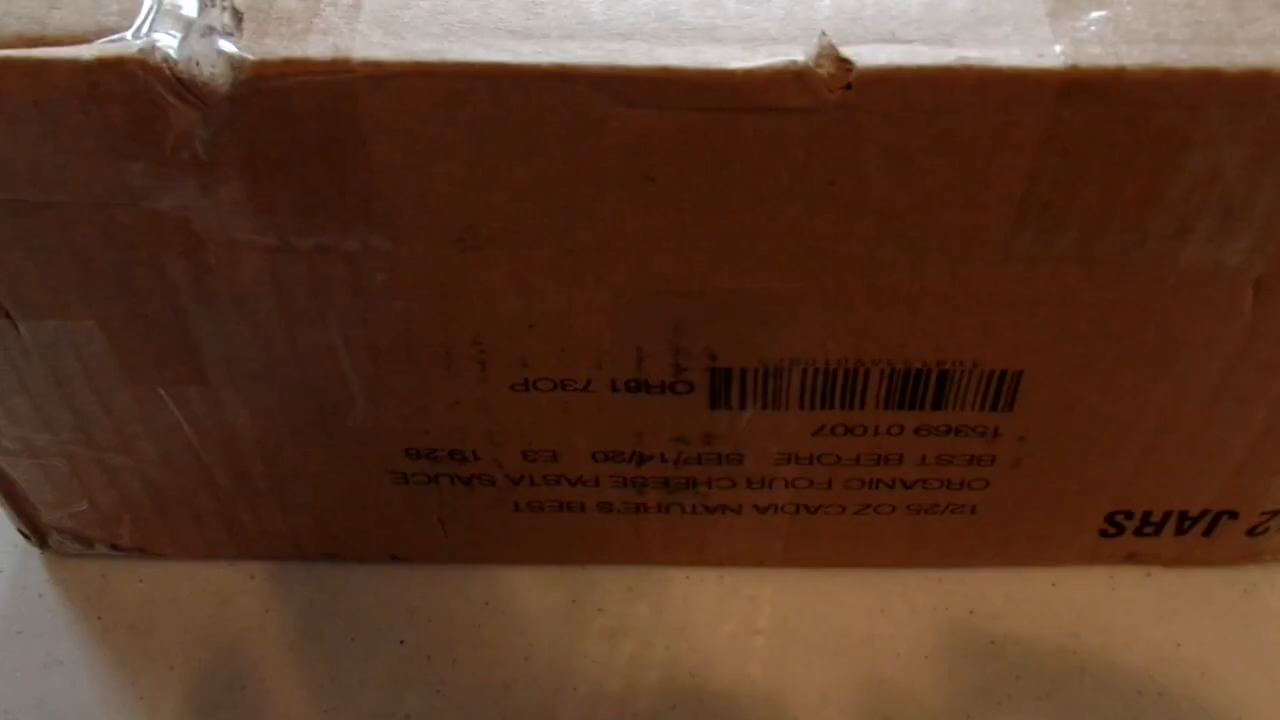 12/25 OZ CADIA NATURE'S BEST
ORGANIC FOUR CHEESE PASTA SAUCE
BEST BEFORE SEP/14/20 E3 19:26
15369 01007
OR81 73OP
2 JARS